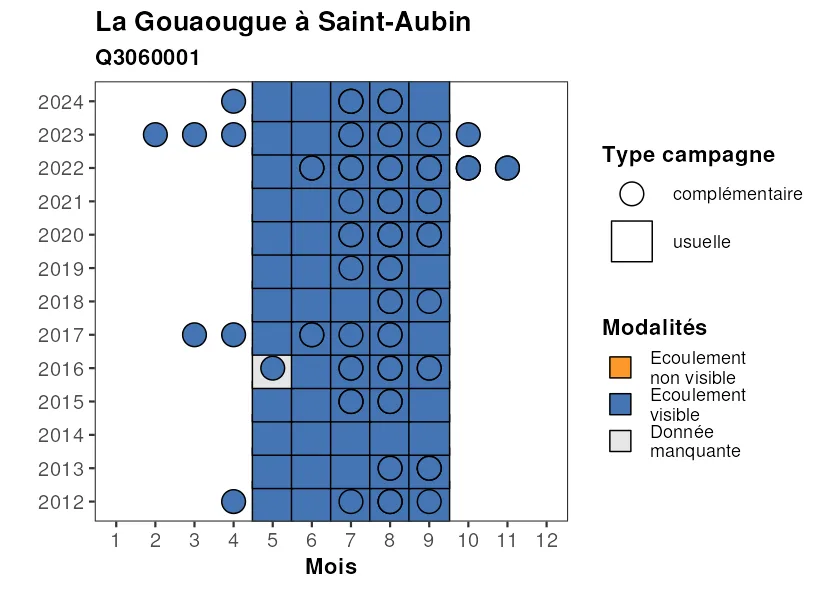 La Gouaougue à Saint-Aubin
Q3060001
2024
2023
2022
2021
2020
2019
2018
2017
2016
2015
2014
2013
2012
1 2 3 4 5 6 7 8 9 10 11 12
Mois
Type campagne
complémentaire
usuelle
Modalités
Ecoulement
non visible
Ecoulement
visible
Donnée
manquante